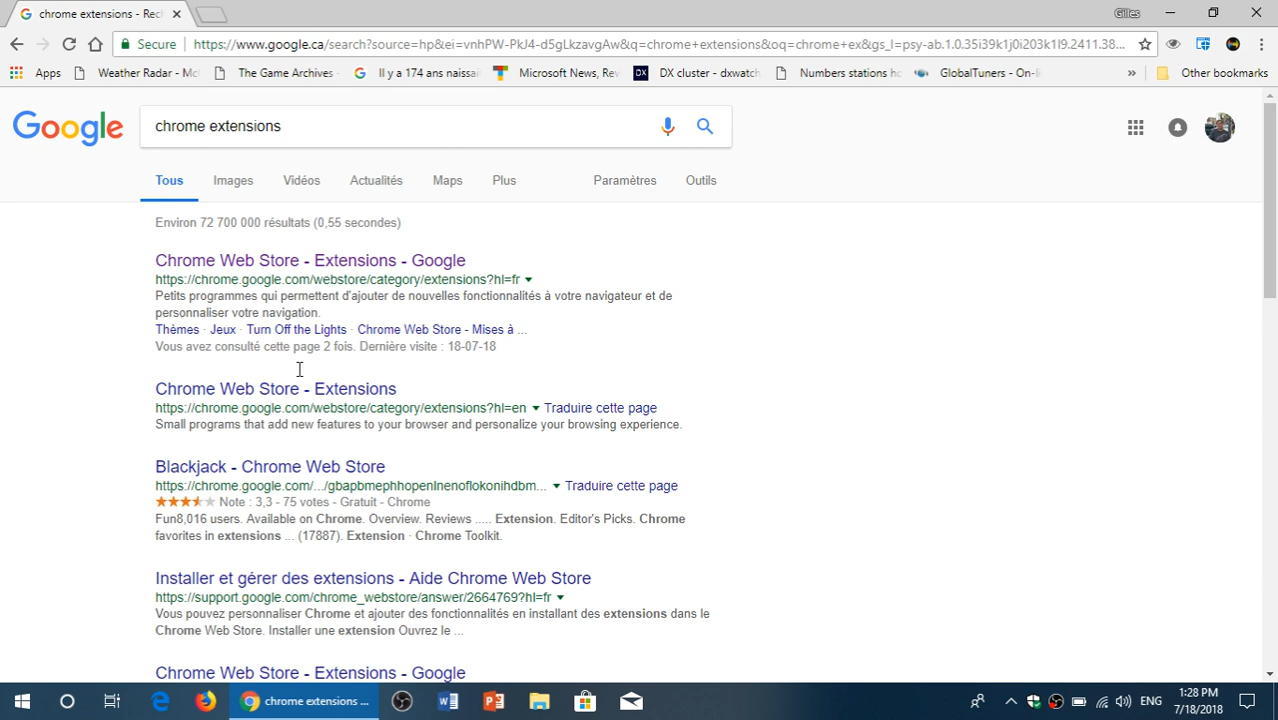 chrome extensions - Rec
Gilles
Secure https://www.google.ca/search?source=hp&ei=vnhPW-PkJ4-d5gLkzavgAw&q=chrome+extensions&oq=chrome+ex&gs_l=psy-ab.1.0.35i39k1j0i203k1l9.2411.38...
Apps Weather Radar - Mc The Game Archives Il y a 174 ans naissai Microsoft News, Rev DX DX cluster - dxwatch Numbers stations ho GlobalTuners - On-li » Other bookmarks
Google chrome extensions
Tous Images Vidéos Actualités Maps Plus Paramètres Outils
Environ 72 700 000 résultats (0,55 secondes)
Chrome Web Store - Extensions - Google
https://chrome.google.com/webstore/category/extensions?hl=fr
Petits programmes qui permettent d'ajouter de nouvelles fonctionnalités à votre navigateur et de
personnaliser votre navigation.
Thèmes · Jeux · Turn Off the Lights · Chrome Web Store - Mises à ...
Vous avez consulté cette page 2 fois. Dernière visite : 18-07-18
Chrome Web Store - Extensions
https://chrome.google.com/webstore/category/extensions?hl=en Traduire cette page
Small programs that add new features to your browser and personalize your browsing experience.
Blackjack - Chrome Web Store
https://chrome.google.com/.../gbapbmephhopenlnenoflokonihdbm... Traduire cette page
Note : 3,3 - 75 votes - Gratuit - Chrome
Fun8,016 users. Available on Chrome. Overview. Reviews ..... Extension. Editor's Picks. Chrome
favorites in extensions ... (17887). Extension · Chrome Toolkit.
Installer et gérer des extensions - Aide Chrome Web Store
https://support.google.com/chrome_webstore/answer/2664769?hl=fr
Vous pouvez personnaliser Chrome et ajouter des fonctionnalités en installant des extensions dans le
Chrome Web Store. Installer une extension Ouvrez le ...
Chrome Web Store - Extensions - Google
chrome extensions ... ENG 1:28 PM
7/18/2018